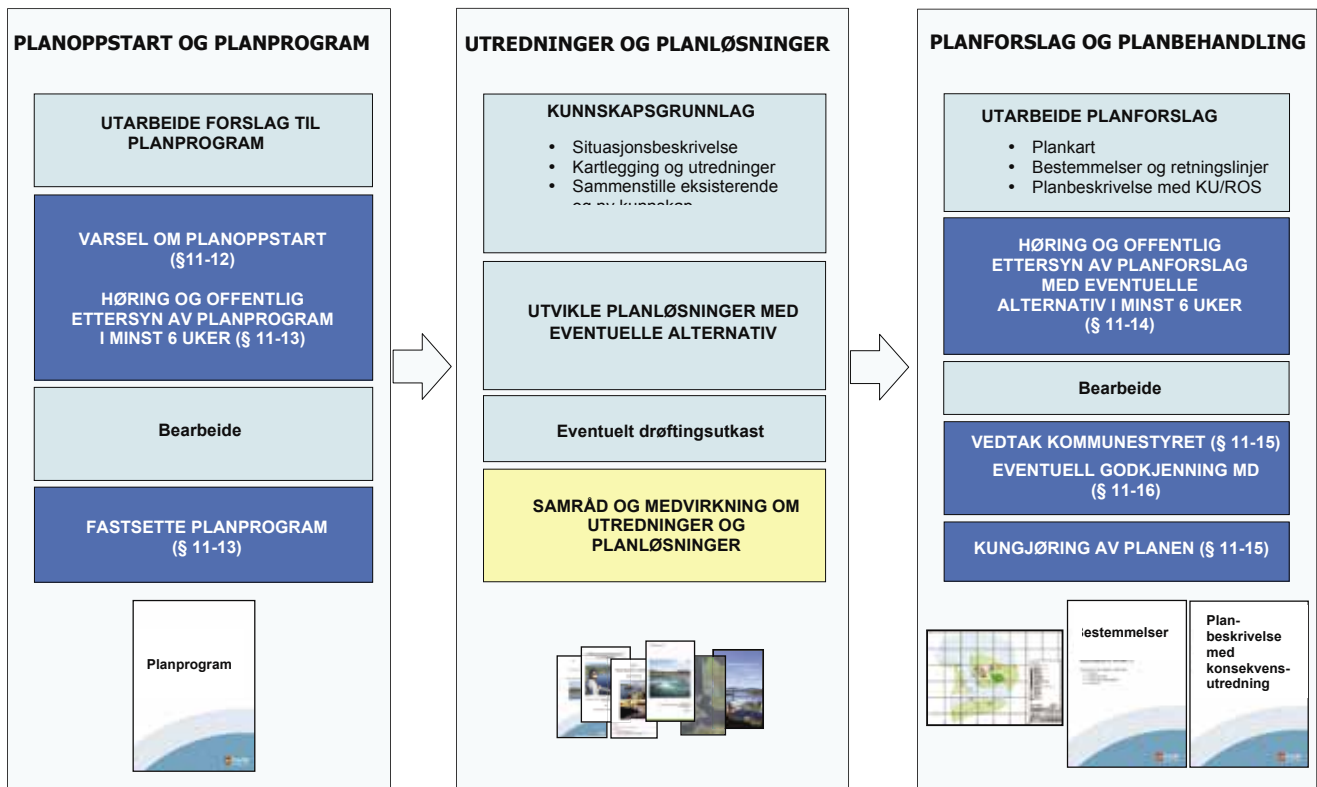 PLANOPPSTART OG PLANPROGRAM
UTARBEIDE FORSLAG TIL
PLANPROGRAM
VARSEL OM PLANOPPSTART
(§11-12)
HØRING OG OFFENTLIG
ETTERSYN AV PLANPROGRAM
I MINST 6 UKER (§ 11-13)
Bearbeide
FASTSETTE PLANPROGRAM
(§ 11-13)
Planprogram
UTREDNINGER OG PLANLØSNINGER
KUNNSKAPSGRUNNLAG
• Situasjonsbeskrivelse
• Kartlegging og utredninger
• Sammenstille eksisterende
og ny kunnskap
UTVIKLE PLANLØSNINGER MED
EVENTUELLE ALTERNATIV
Eventuelt drøftingsutkast
SAMRÅD OG MEDVIRKNING OM
UTREDNINGER OG
PLANLØSNINGER
PLANFORSLAG OG PLANBEHANDLING
UTARBEIDE PLANFORSLAG
• Plankart
• Bestemmelser og retningslinjer
• Planbeskrivelse med KU/ROS
HØRING OG OFFENTLIG
ETTERSYN AV PLANFORSLAG
MED EVENTUELLE
ALTERNATIV I MINST 6 UKER
(§ 11-14)
Bearbeide
VEDTAK KOMMUNESTYRET (§ 11-15)
EVENTUELL GODKJENNING MD
(§ 11-16)
KUNGJØRING AV PLANEN (§ 11-15)
Bestemmelser
Plan-
beskrivelse
med
konsekvens-
utredning